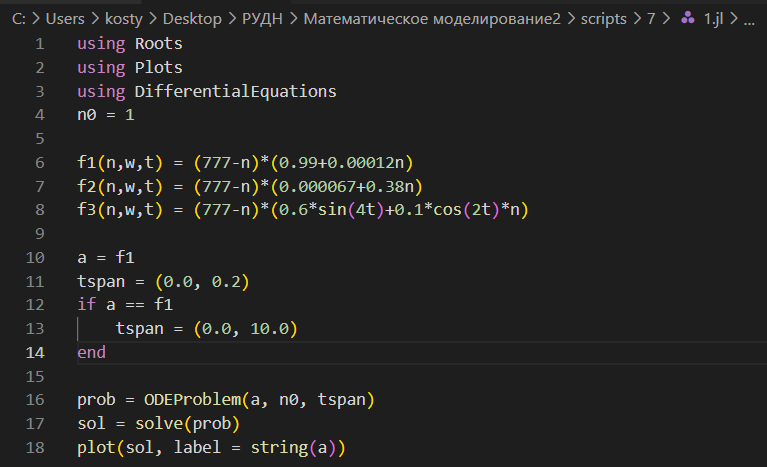 C: > Users > kosty > Desktop > РУДН > Математическое моделирование2 > scripts > 7 > 1.jl > ...
1 using Roots
2 using Plots
3 using DifferentialEquations
4 n0 = 1
5
6 f1(n,w,t) = (777-n)*(0.99+0.00012n)
7 f2(n,w,t) = (777-n)*(0.000067+0.38n)
8 f3(n,w,t) = (777-n)*(0.6*sin(4t)+0.1*cos(2t)*n)
9
10 a = f1
11 tspan = (0.0, 0.2)
12 if a == f1
13     tspan = (0.0, 10.0)
14 end
15
16 prob = ODEProblem(a, n0, tspan)
17 sol = solve(prob)
18 plot(sol, label = string(a))